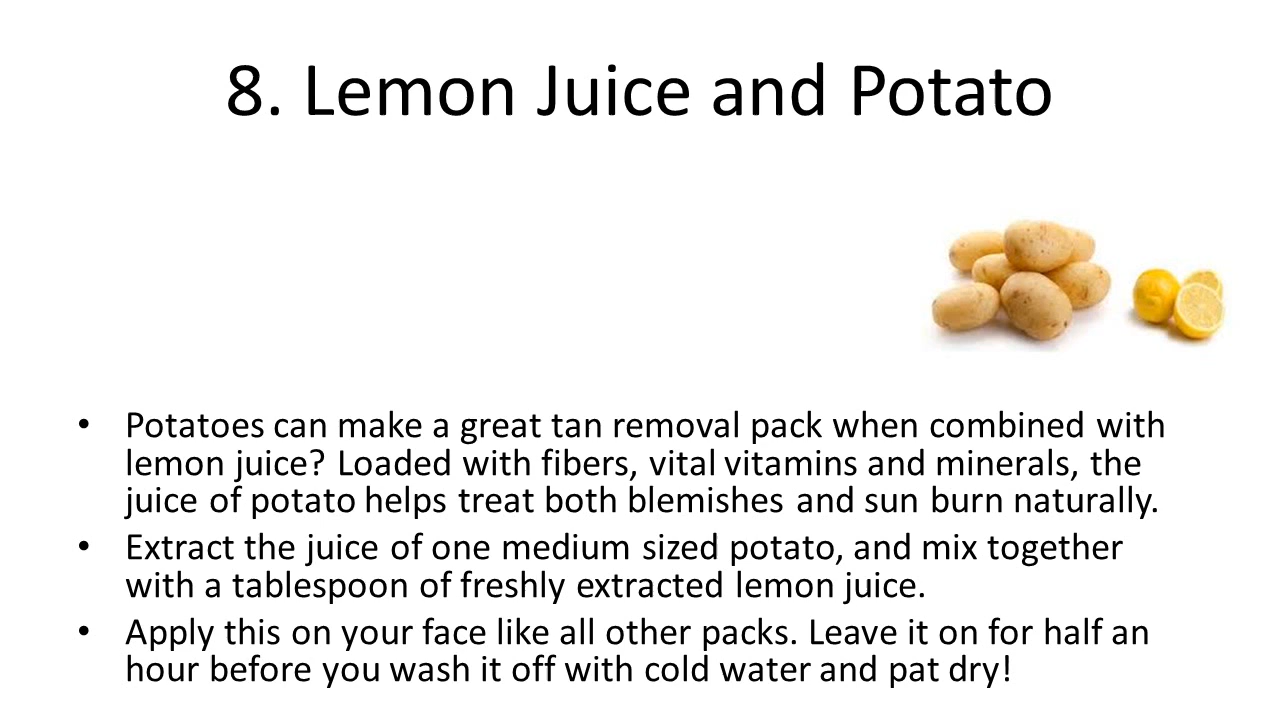 8. Lemon Juice and Potato
• Potatoes can make a great tan removal pack when combined with
lemon juice? Loaded with fibers, vital vitamins and minerals, the
juice of potato helps treat both blemishes and sun burn naturally.
• Extract the juice of one medium sized potato, and mix together
with a tablespoon of freshly extracted lemon juice.
• Apply this on your face like all other packs. Leave it on for half an
hour before you wash it off with cold water and pat dry!